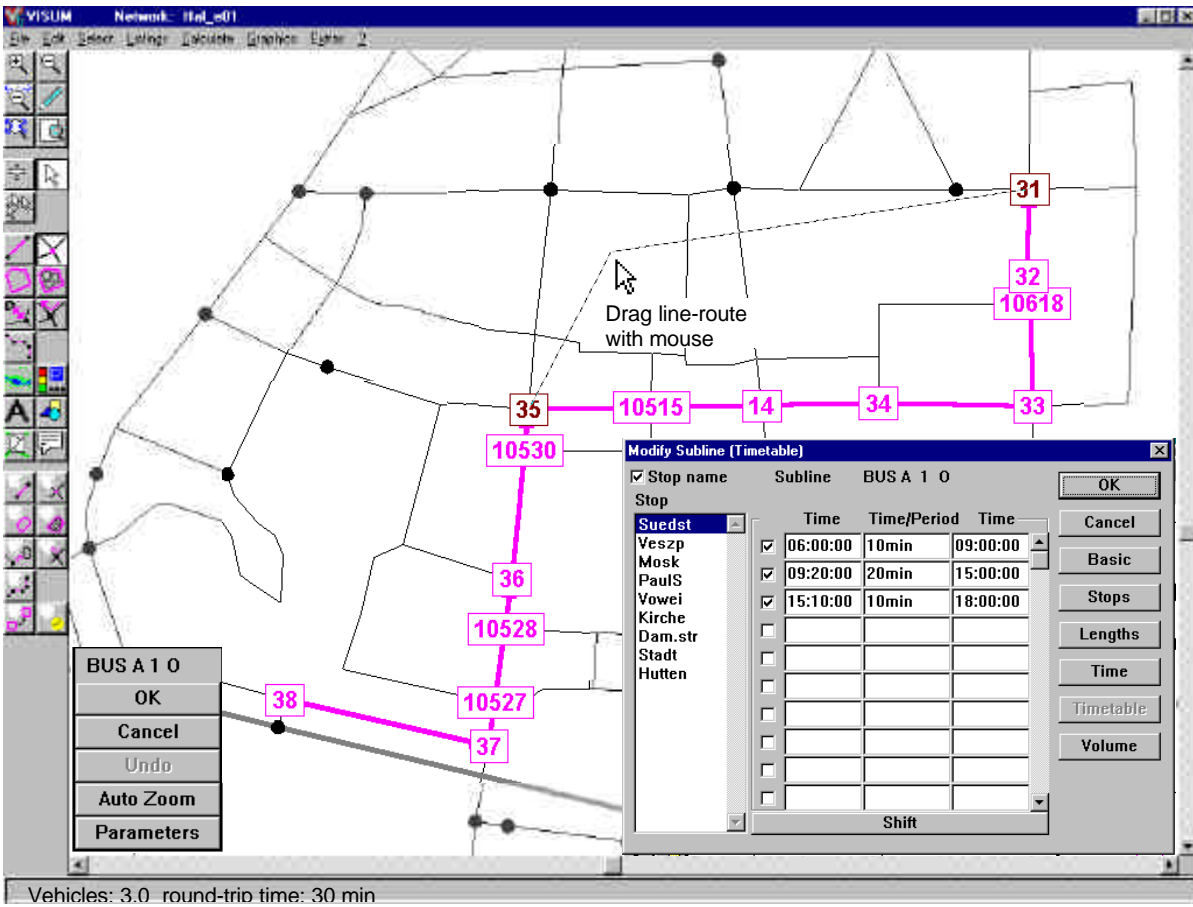 VISUM Network: ttal_e01
File Edit Select Listings Calculate Graphics Extras ?
31
32
10618
Drag line-route
with mouse
35 10515 14 34 33
10530
36
10528
10527
38
37
BUS A 1 O
OK
Cancel
Undo
Auto Zoom
Parameters
Modify Subline (Timetable)
Stop name Subline BUS A 1 O
Stop
Suedst
Veszp
Mosk
PaulS
Vowei
Kirche
Dam.str
Stadt
Hutten
Time Time/Period Time
06:00:00 10min 09:00:00
09:20:00 20min 15:00:00
15:10:00 10min 18:00:00
Shift
OK
Cancel
Basic
Stops
Lengths
Time
Timetable
Volume
A
Vehicles: 3.0 round-trip time: 30 min